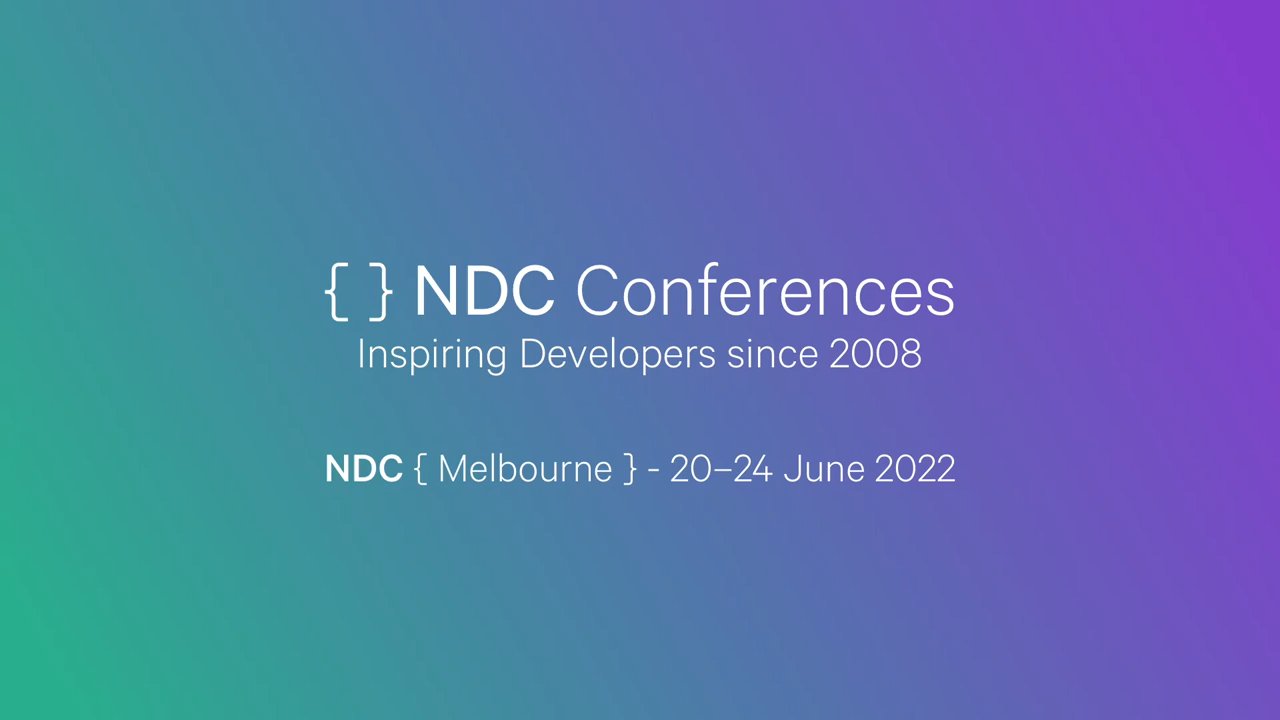 { } NDC Conferences
Inspiring Developers since 2008
NDC { Melbourne } - 20–24 June 2022